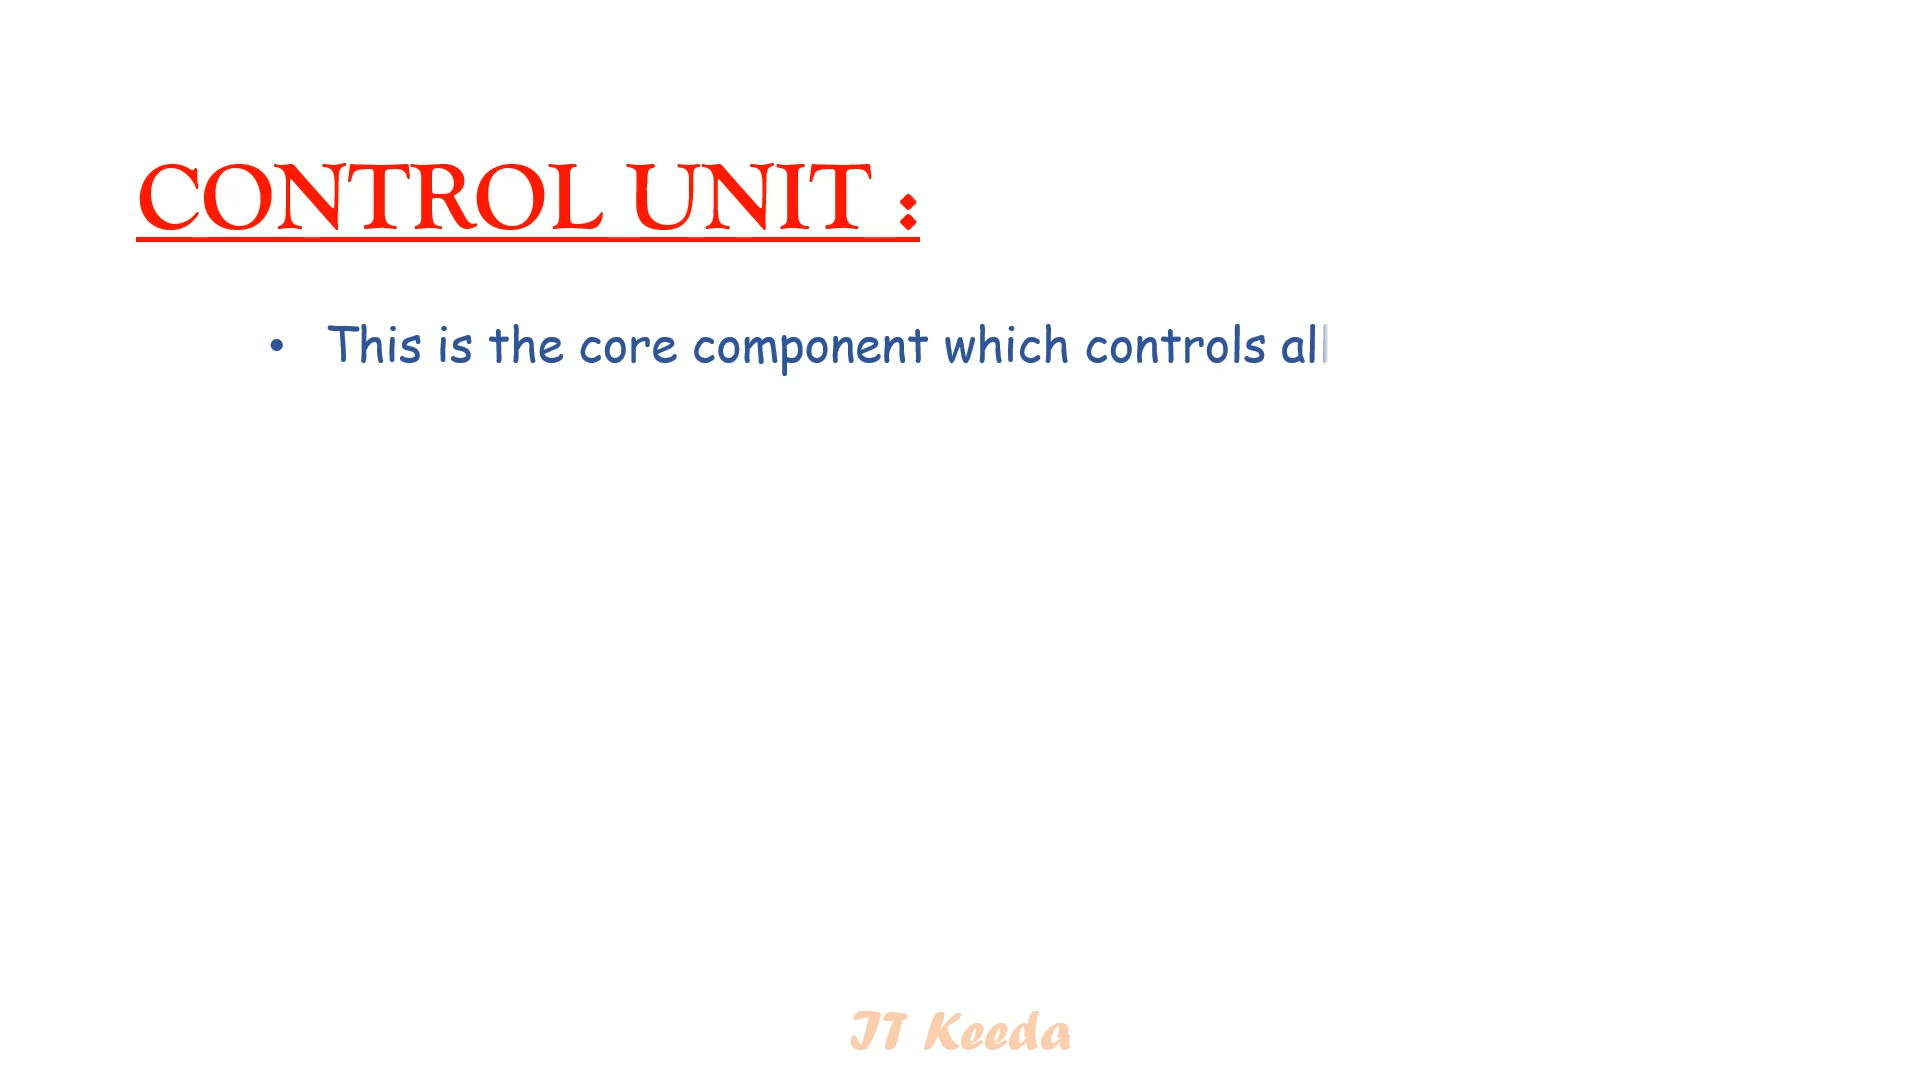 CONTROL UNIT :
• This is the core component which controls all
IT Keeda